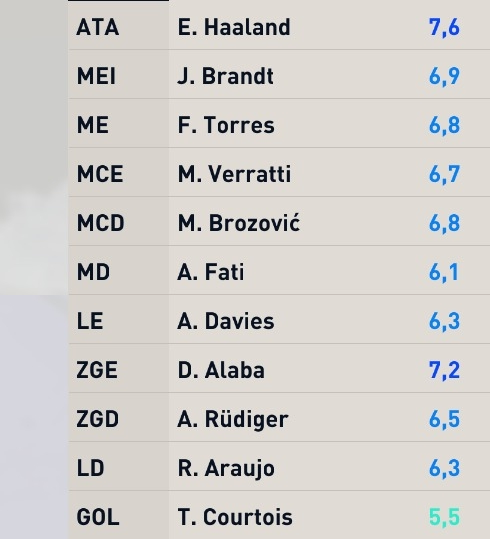 ATA E. Haaland 7,6
MEI J. Brandt 6,9
ME F. Torres 6,8
MCE M. Verratti 6,7
MCD M. Brozović 6,8
MD A. Fati 6,1
LE A. Davies 6,3
ZGE D. Alaba 7,2
ZGD A. Rüdiger 6,5
LD R. Araujo 6,3
GOL T. Courtois 5,5